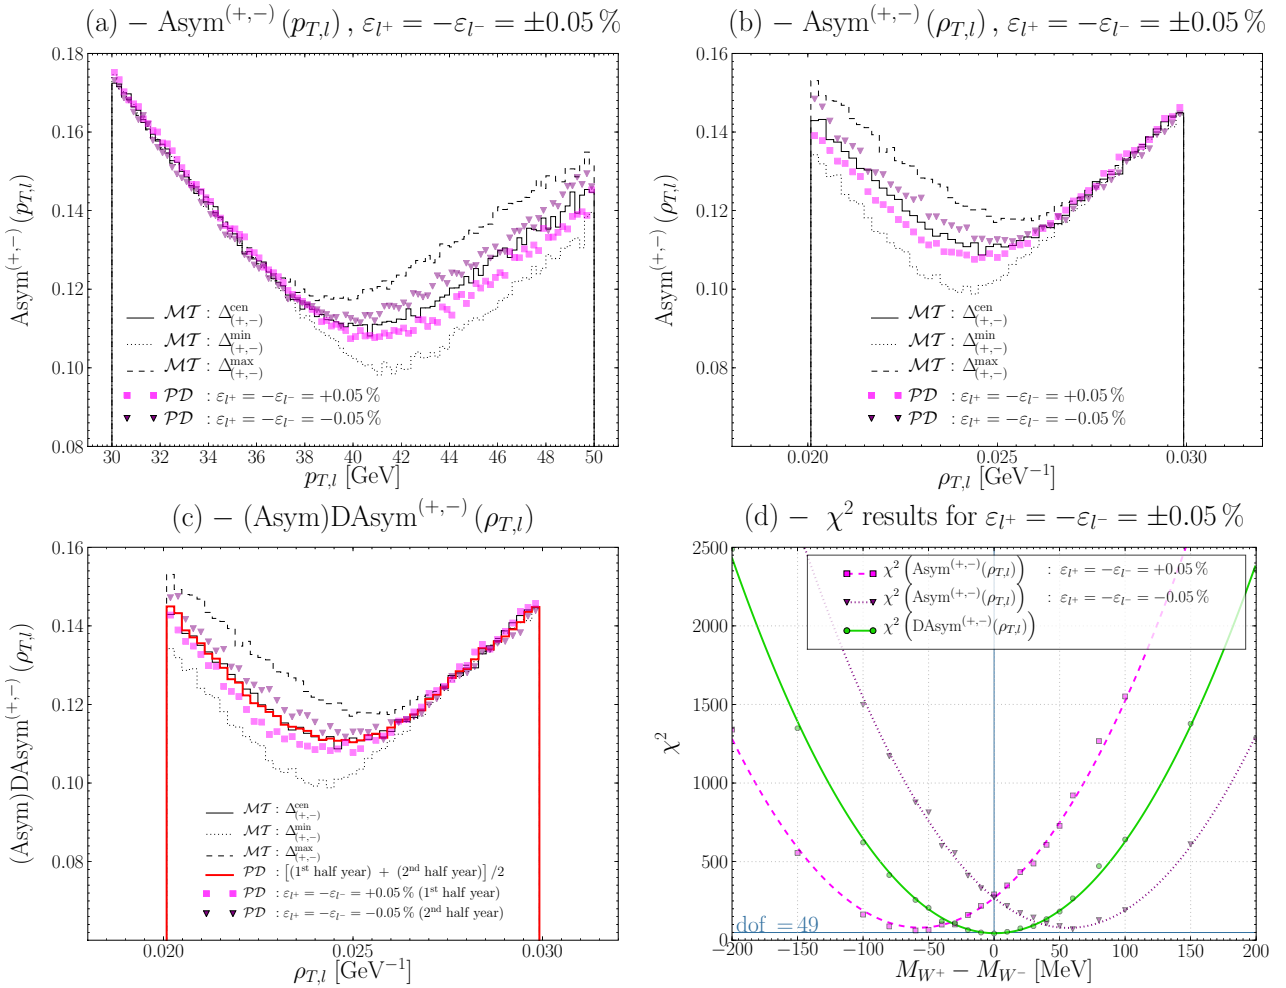 (a) − Asym^(+,−) (p_T,l) , ε_l+ = −ε_l− = ±0.05 %
Asym^(+,−) (p_T,l)
0.18
0.16
0.14
0.12
0.10
0.08
MT : Δ^cen_(+,−)
MT : Δ^min_(+,−)
MT : Δ^max_(+,−)
PD : ε_l+ = −ε_l− = +0.05 %
PD : ε_l+ = −ε_l− = −0.05 %
30 32 34 36 38 40 42 44 46 48 50
p_T,l [GeV]
(b) − Asym^(+,−) (ρ_T,l) , ε_l+ = −ε_l− = ±0.05 %
Asym^(+,−) (ρ_T,l)
0.16
0.14
0.12
0.10
0.08
MT : Δ^cen_(+,−)
MT : Δ^min_(+,−)
MT : Δ^max_(+,−)
PD : ε_l+ = −ε_l− = +0.05 %
PD : ε_l+ = −ε_l− = −0.05 %
0.020 0.025 0.030
ρ_T,l [GeV^−1]
(c) − (Asym)DAsym^(+,−) (ρ_T,l)
(Asym)DAsym^(+,−) (ρ_T,l)
0.16
0.14
0.12
0.10
0.08
MT : Δ^cen_(+,−)
MT : Δ^min_(+,−)
MT : Δ^max_(+,−)
PD : [(1^st half year) + (2^nd half year)] /2
PD : ε_l+ = −ε_l− = +0.05 % (1^st half year)
PD : ε_l+ = −ε_l− = −0.05 % (2^nd half year)
0.020 0.025 0.030
ρ_T,l [GeV^−1]
(d) − χ² results for ε_l+ = −ε_l− = ±0.05 %
χ²
2500
2000
1500
1000
500
0
χ² (Asym^(+,−)(ρ_T,l)) : ε_l+ = −ε_l− = +0.05 %
χ² (Asym^(+,−)(ρ_T,l)) : ε_l+ = −ε_l− = −0.05 %
χ² (DAsym^(+,−)(ρ_T,l))
dof = 49
−200 −150 −100 −50 0 50 100 150 200
M_W+ − M_W− [MeV]